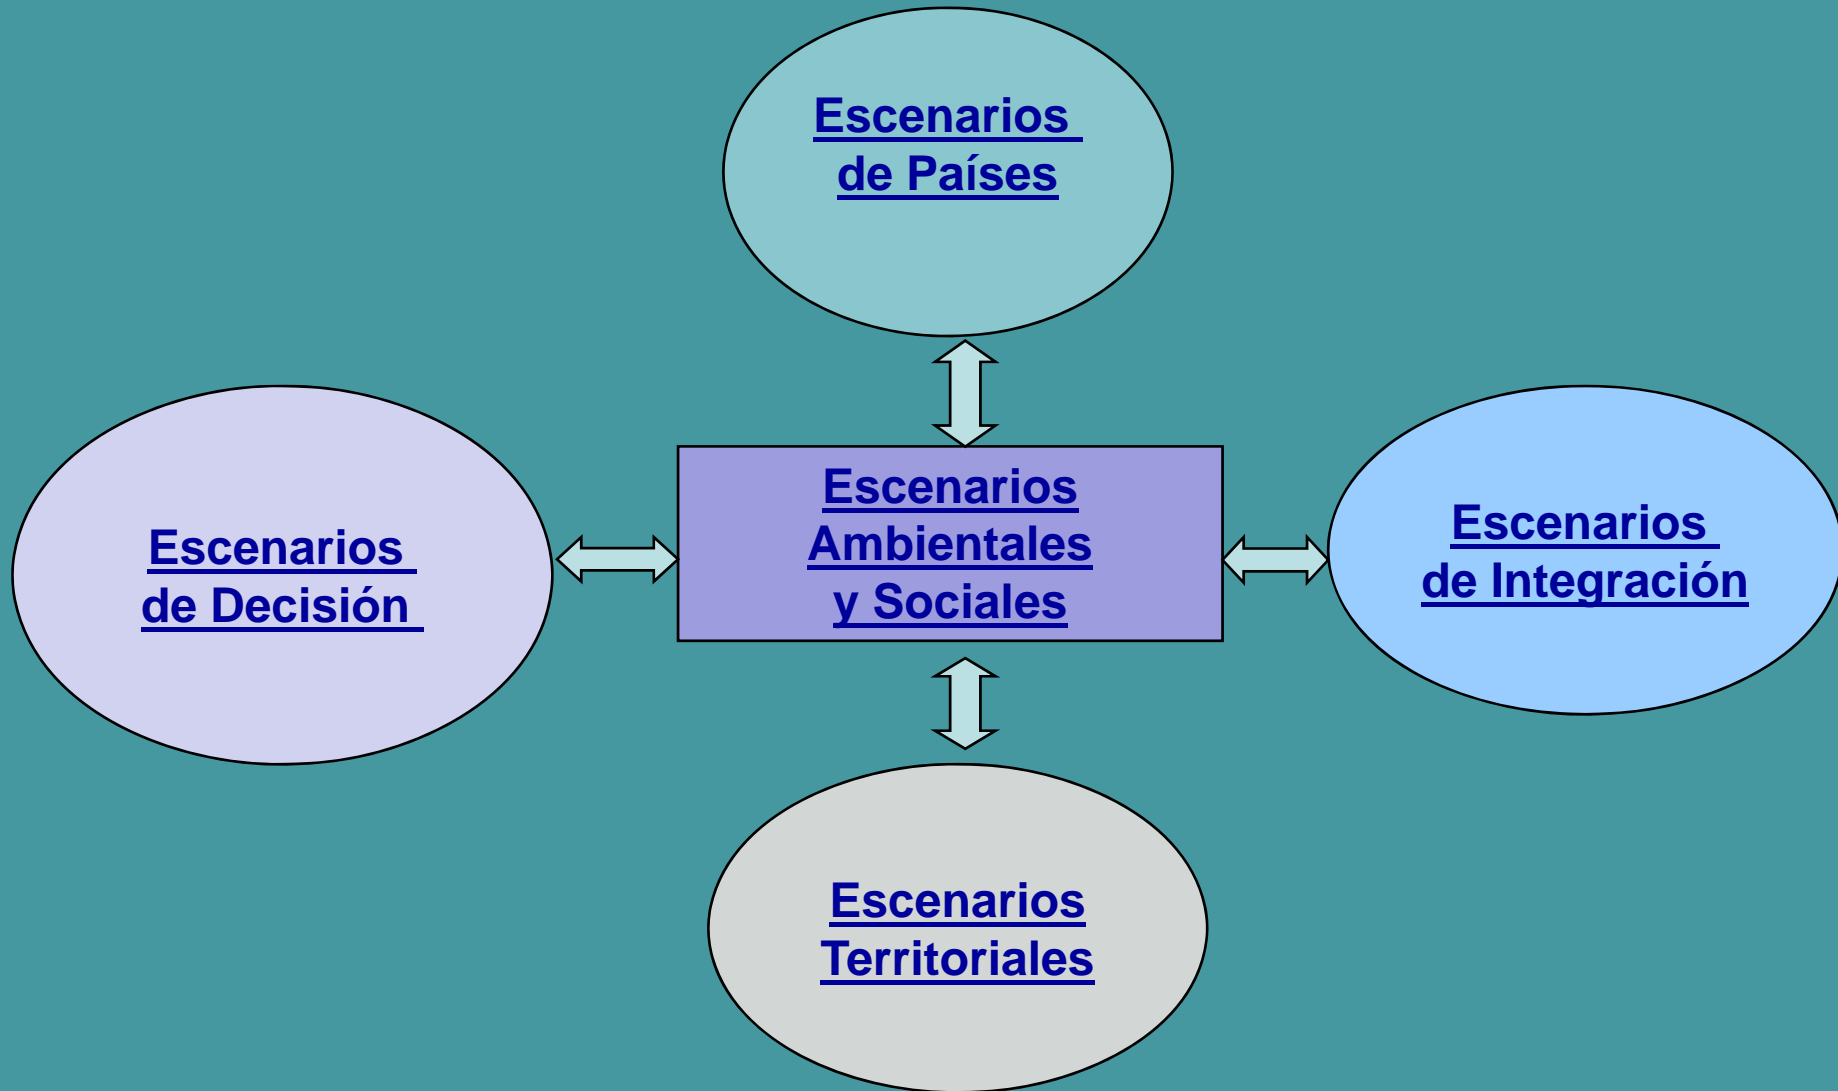 Escenarios
de Países
Escenarios
de Decisión
Escenarios
Ambientales
y Sociales
Escenarios
de Integración
Escenarios
Territoriales